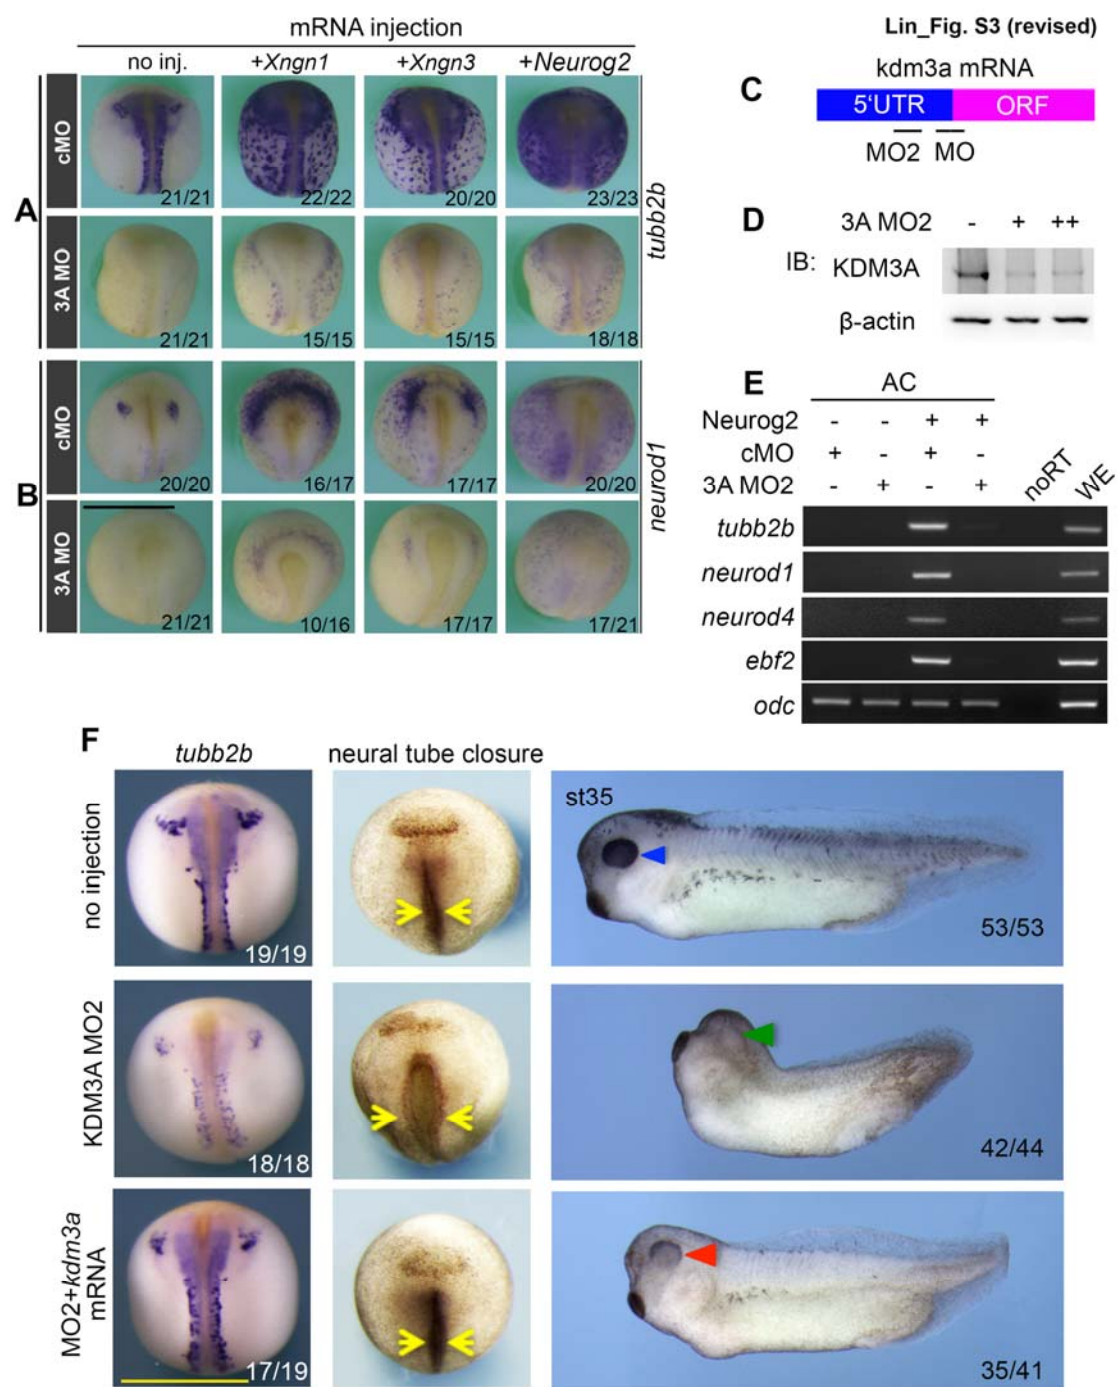 Lin_Fig. S3 (revised)
mRNA injection
no inj. +Xngn1 +Xngn3 +Neurog2
A
cMO
21/21 22/22 20/20 23/23
3A MO
21/21 15/15 15/15 18/18
tubb2b
B
cMO
20/20 16/17 17/17 20/20
3A MO
21/21 10/16 17/17 17/21
neurod1
C
kdm3a mRNA
5'UTR ORF
MO2 MO
D
3A MO2 - + ++
IB: KDM3A
β-actin
E
AC
Neurog2 - - + +
cMO + - + -
3A MO2 - + - + noRT WE
tubb2b
neurod1
neurod4
ebf2
odc
F
tubb2b neural tube closure
no injection
19/19
st35
53/53
KDM3A MO2
18/18
42/44
MO2+kdm3a
mRNA
17/19
35/41